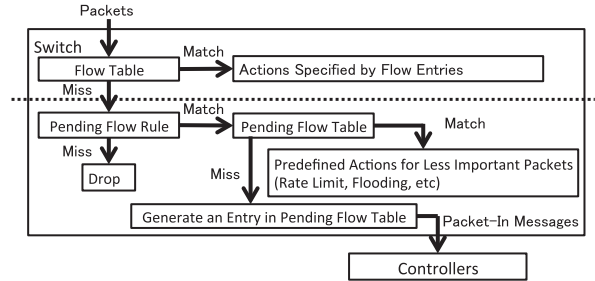 Packets
Switch
Match
Flow Table
Actions Specified by Flow Entries
Miss
Match
Pending Flow Rule
Pending Flow Table
Match
Miss
Miss
Predefined Actions for Less Important Packets
(Rate Limit, Flooding, etc)
Drop
Generate an Entry in Pending Flow Table
Packet-In Messages
Controllers